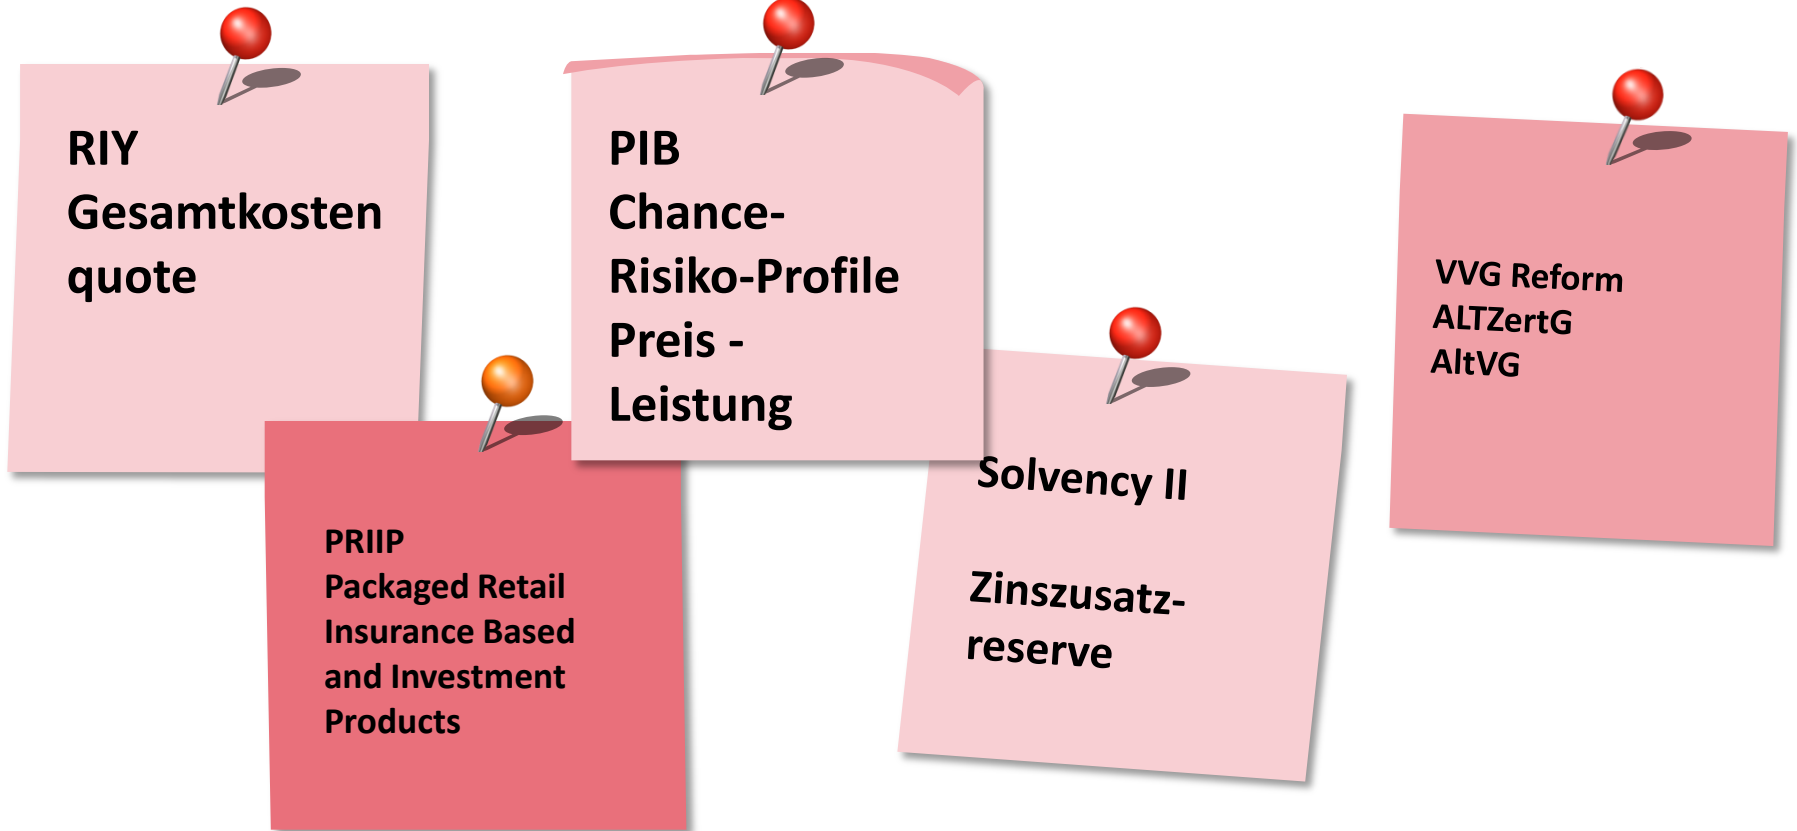 RIY
Gesamtkosten
quote
PIB
Chance-
Risiko-Profile
Preis -
Leistung
VVG Reform
ALTZertG
AltVG
Solvency II
Zinszusatz-
reserve
PRIIP
Packaged Retail
Insurance Based
and Investment
Products